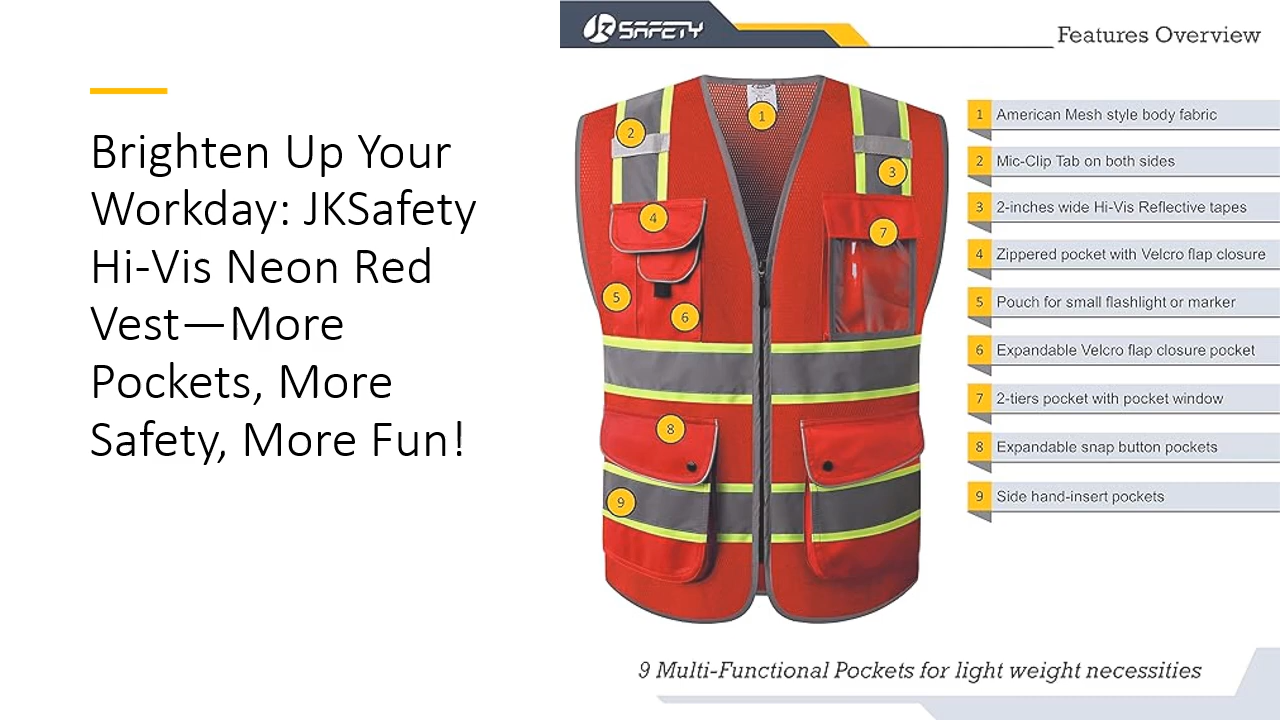 Brighten Up Your
Workday: JKSafety
Hi-Vis Neon Red
Vest—More
Pockets, More
Safety, More Fun!
JK SAFETY
Features Overview
1 American Mesh style body fabric
2 Mic-Clip Tab on both sides
3 2-inches wide Hi-Vis Reflective tapes
4 Zippered pocket with Velcro flap closure
5 Pouch for small flashlight or marker
6 Expandable Velcro flap closure pocket
7 2-tiers pocket with pocket window
8 Expandable snap button pockets
9 Side hand-insert pockets
1
2
3
4
7
5
6
8
9
9 Multi-Functional Pockets for light weight necessities